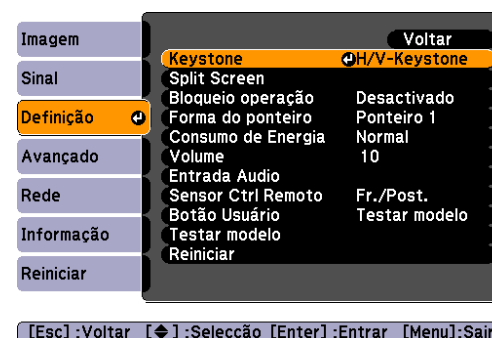 Imagem
Sinal
Definição
Avançado
Rede
Informação
Reiniciar
Voltar
Keystone H/V-Keystone
Split Screen
Bloqueio operação Desactivado
Forma do ponteiro Ponteiro 1
Consumo de Energia Normal
Volume 10
Entrada Audio
Sensor Ctrl Remoto Fr./Post.
Botão Usuário Testar modelo
Testar modelo
Reiniciar
[Esc] :Voltar [◆] :Selecção [Enter] :Entrar [Menu]:Sair